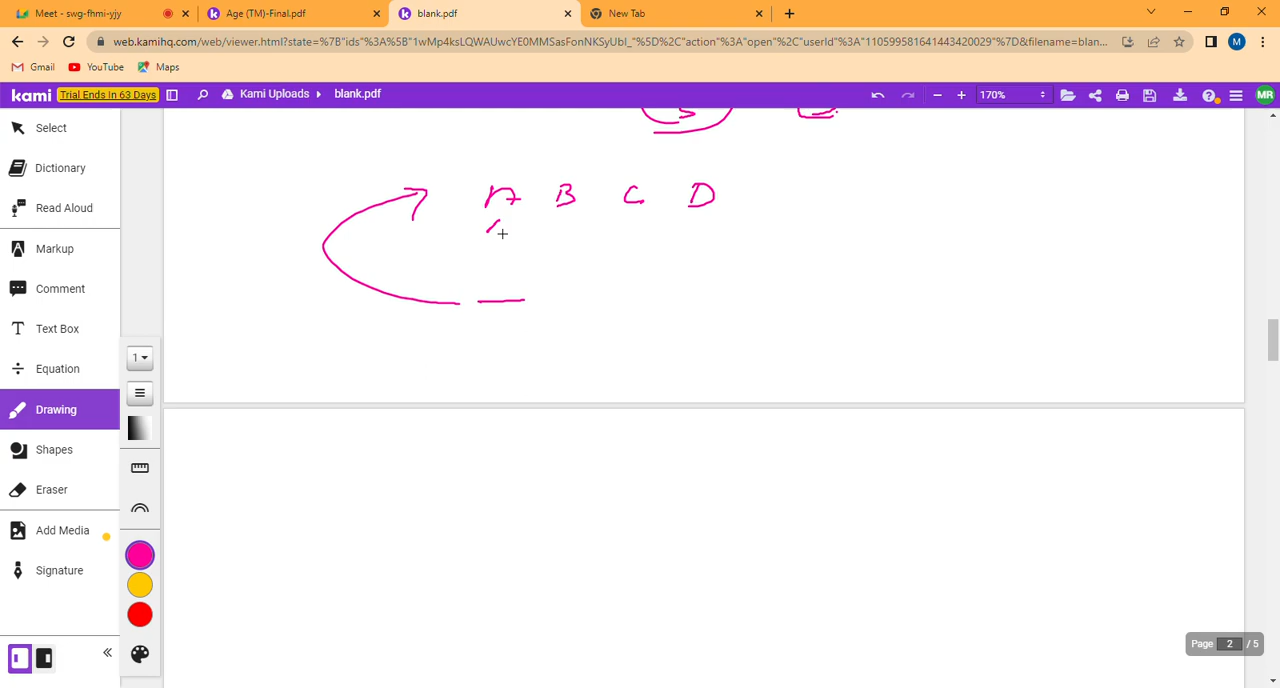 Meet - swg-fhmi-yjy
Age (TM)-Final.pdf
blank.pdf
New Tab
web.kamihq.com/web/viewer.html?state=%7B"ids"%3A%5B"1wMp4ksLQWAUwcYE0MMSasFonNKSyUbI_"%5D%2C"action"%3A"open"%2C"userId"%3A"110599581641443420029"%7D&filename=blan...
M
Gmail
YouTube
Maps
kami
Trial Ends In 63 Days
Kami Uploads
blank.pdf
170%
MR
Select
Dictionary
Read Aloud
Markup
Comment
Text Box
Equation
Drawing
Shapes
Eraser
Add Media
Signature
1
A B C D
Page 2 / 5